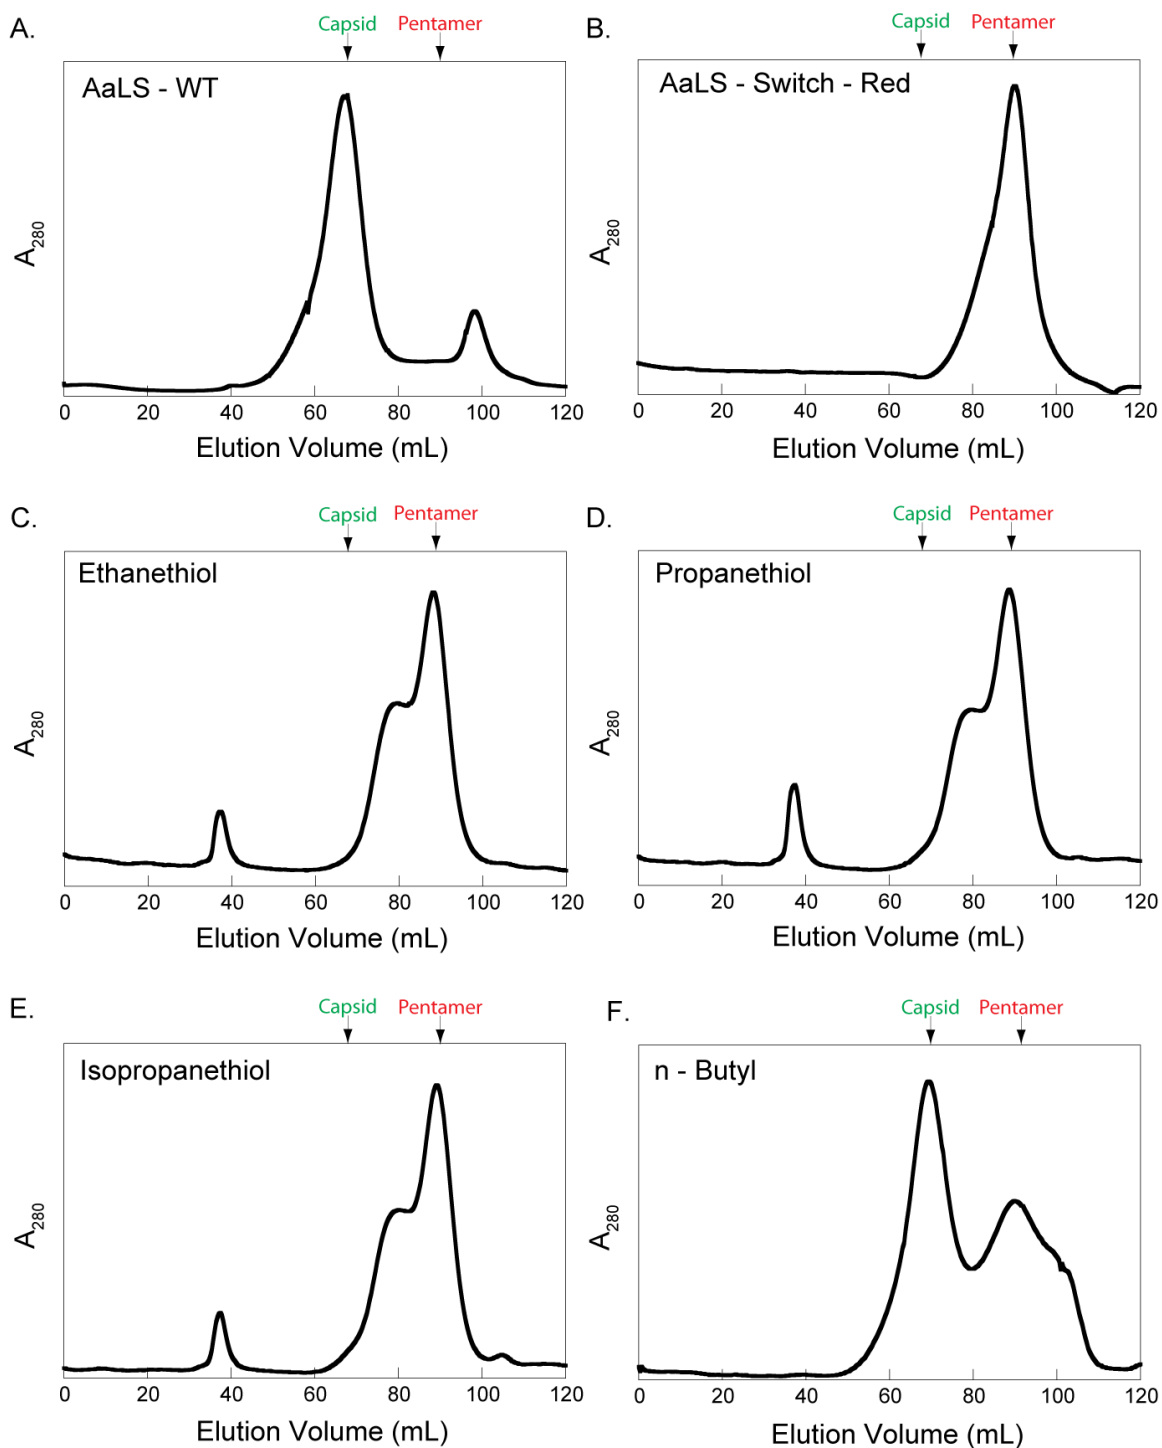 A.
Capsid Pentamer
AaLS - WT
A280
0 20 40 60 80 100 120
Elution Volume (mL)
B.
Capsid Pentamer
AaLS - Switch - Red
A280
0 20 40 60 80 100 120
Elution Volume (mL)
C.
Capsid Pentamer
Ethanethiol
A280
0 20 40 60 80 100 120
Elution Volume (mL)
D.
Capsid Pentamer
Propanethiol
A280
0 20 40 60 80 100 120
Elution Volume (mL)
E.
Capsid Pentamer
Isopropanethiol
A280
0 20 40 60 80 100 120
Elution Volume (mL)
F.
Capsid Pentamer
n - Butyl
A280
0 20 40 60 80 100 120
Elution Volume (mL)